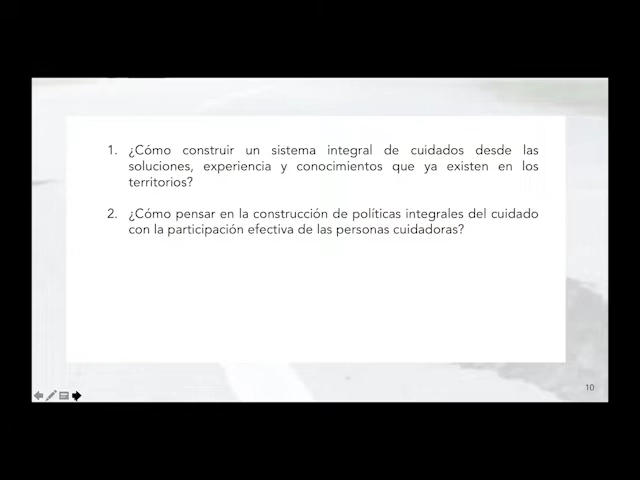 1. ¿Cómo construir un sistema integral de cuidados desde las
soluciones, experiencia y conocimientos que ya existen en los
territorios?
2. ¿Cómo pensar en la construcción de políticas integrales del cuidado
con la participación efectiva de las personas cuidadoras?
10